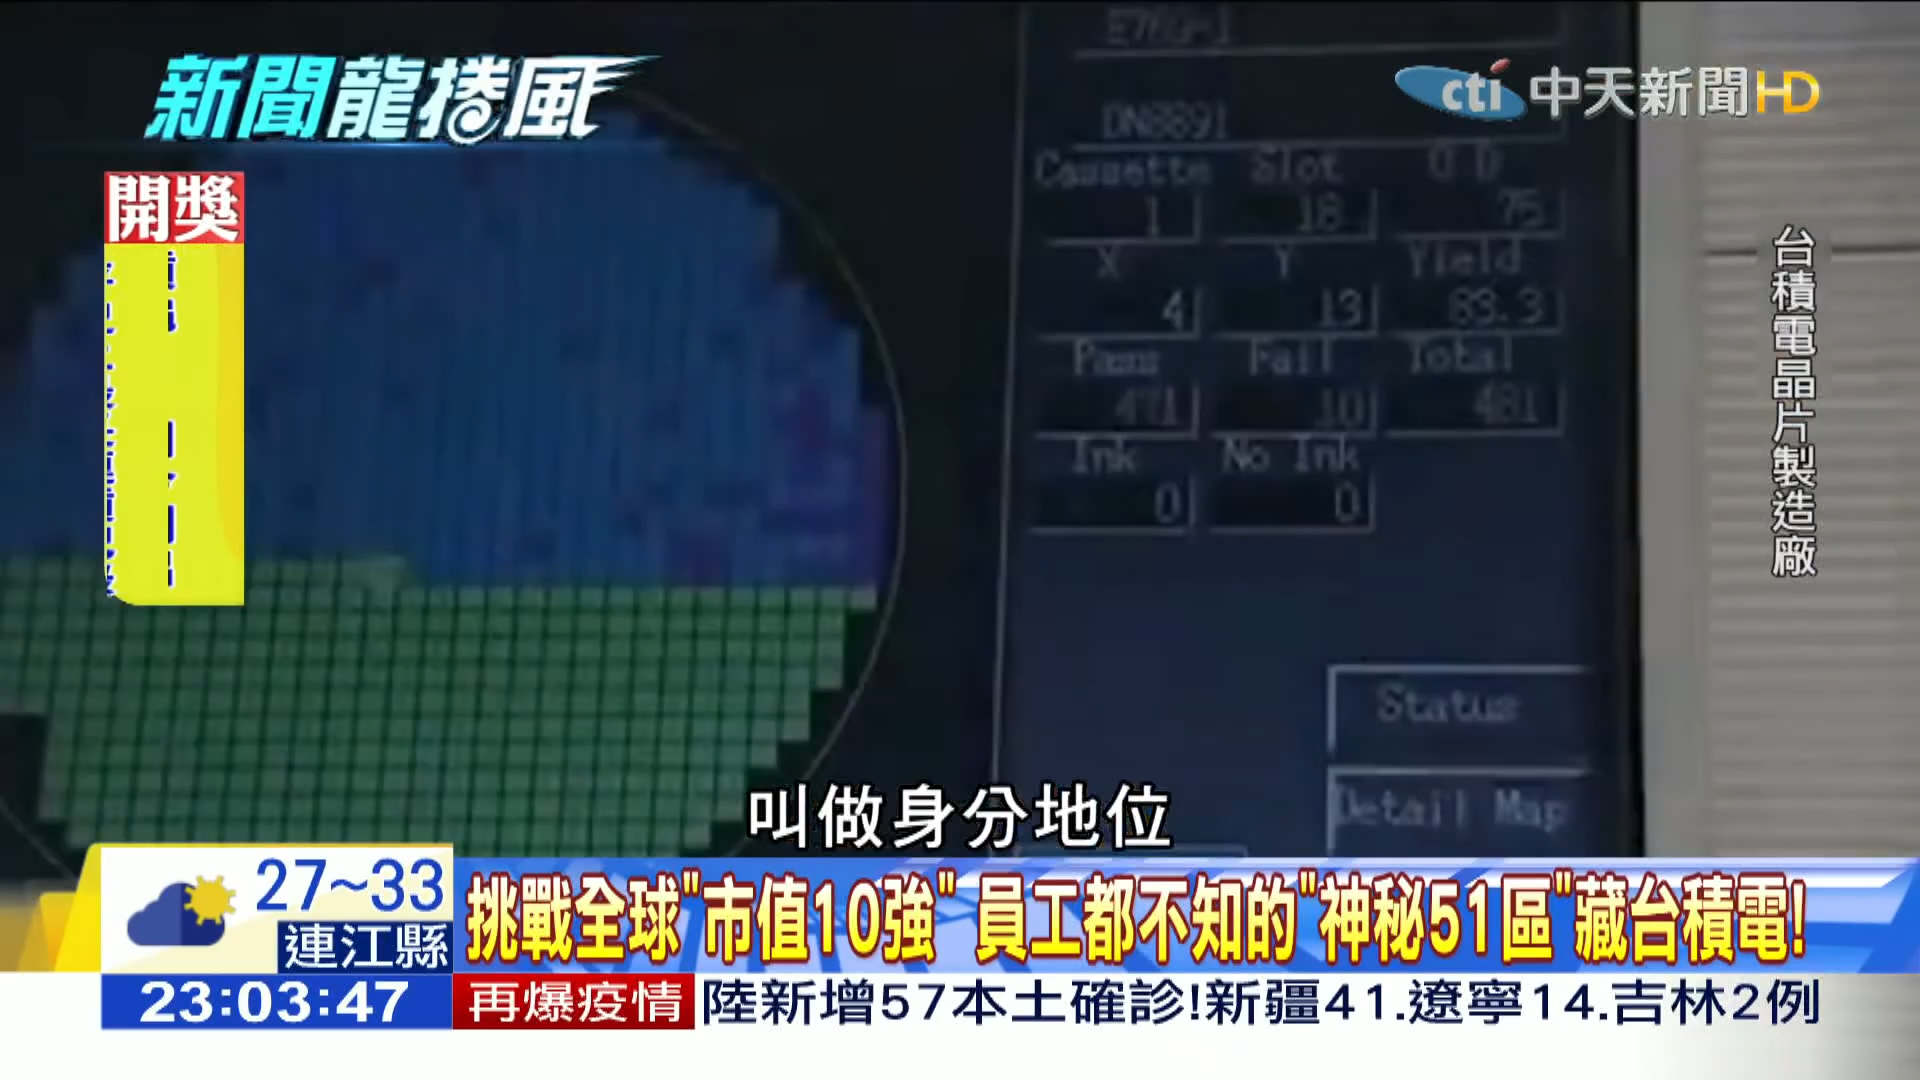 新聞龍捲風
cti 中天新聞HD
開獎
台積電晶片製造廠
E76G-1
DN8891
Cassette Slot
1 18 75
X Y Yield
4 13 83.3
Pass Fail Total
471 10 481
Ink No Ink
0 0
Status
Detail Map
叫做身分地位
27~33
連江縣
挑戰全球"市值10強" 員工都不知的"神秘51區"藏台積電!
23:03:47
再爆疫情
陸新增57本土確診!新疆41.遼寧14.吉林2例